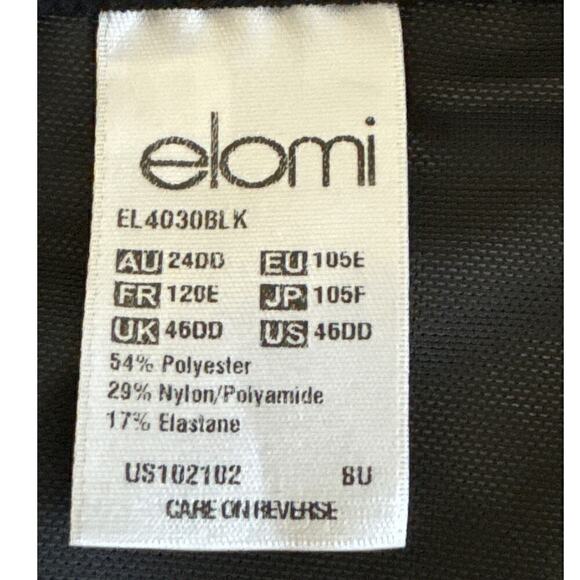 elomi
EL4030BLK
AU 24DD EU 105E
FR 120E JP 105F
UK 46DD US 46DD
54% Polyester
29% Nylon/Polyamide
17% Elastane
US102102 8U
CARE ON REVERSE